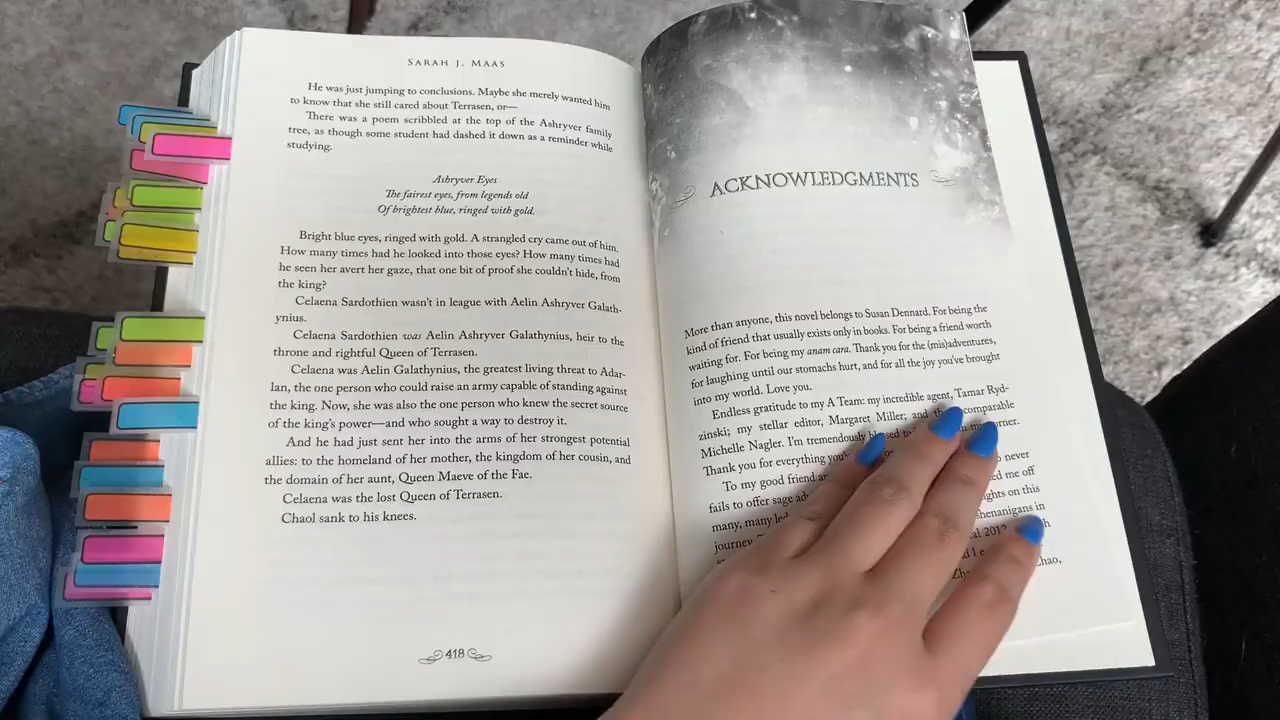 SARAH J. MAAS
He was just jumping to conclusions. Maybe she merely wanted him
to know that she still cared about Terrasen, or—
There was a poem scribbled at the top of the Ashryver family
tree, as though some student had dashed it down as a reminder while
studying.
Ashryver Eyes
The fairest eyes, from legends old
Of brightest blue, ringed with gold.
Bright blue eyes, ringed with gold. A strangled cry came out of him.
How many times had he looked into those eyes? How many times had
he seen her avert her gaze, that one bit of proof she couldn't hide, from
the king?
Celaena Sardothien wasn't in league with Aelin Ashryver Galath-
ynius.
Celaena Sardothien was Aelin Ashryver Galathynius, heir to the
throne and rightful Queen of Terrasen.
Celaena was Aelin Galathynius, the greatest living threat to Adar-
lan, the one person who could raise an army capable of standing against
the king. Now, she was also the one person who knew the secret source
of the king's power—and who sought a way to destroy it.
And he had just sent her into the arms of her strongest potential
allies: to the homeland of her mother, the kingdom of her cousin, and
the domain of her aunt, Queen Maeve of the Fae.
Celaena was the lost Queen of Terrasen.
Chaol sank to his knees.
418
ACKNOWLEDGMENTS
More than anyone, this novel belongs to Susan Dennard. For being the
kind of friend that usually exists only in books. For being a friend worth
waiting for. For being my anam cara. Thank you for the (mis)adventures,
for laughing until our stomachs hurt, and for all the joy you've brought
into my world. Love you.
Endless gratitude to my A Team: my incredible agent, Tamar Ryd-
zinski; my stellar editor, Margaret Miller; and comparable
Michelle Nagler. I'm tremendously to my corner.
Thank you for everything
To my good friend never
fails to offer sage me off
many, many on this
journey. shenanigans in
Zhao,